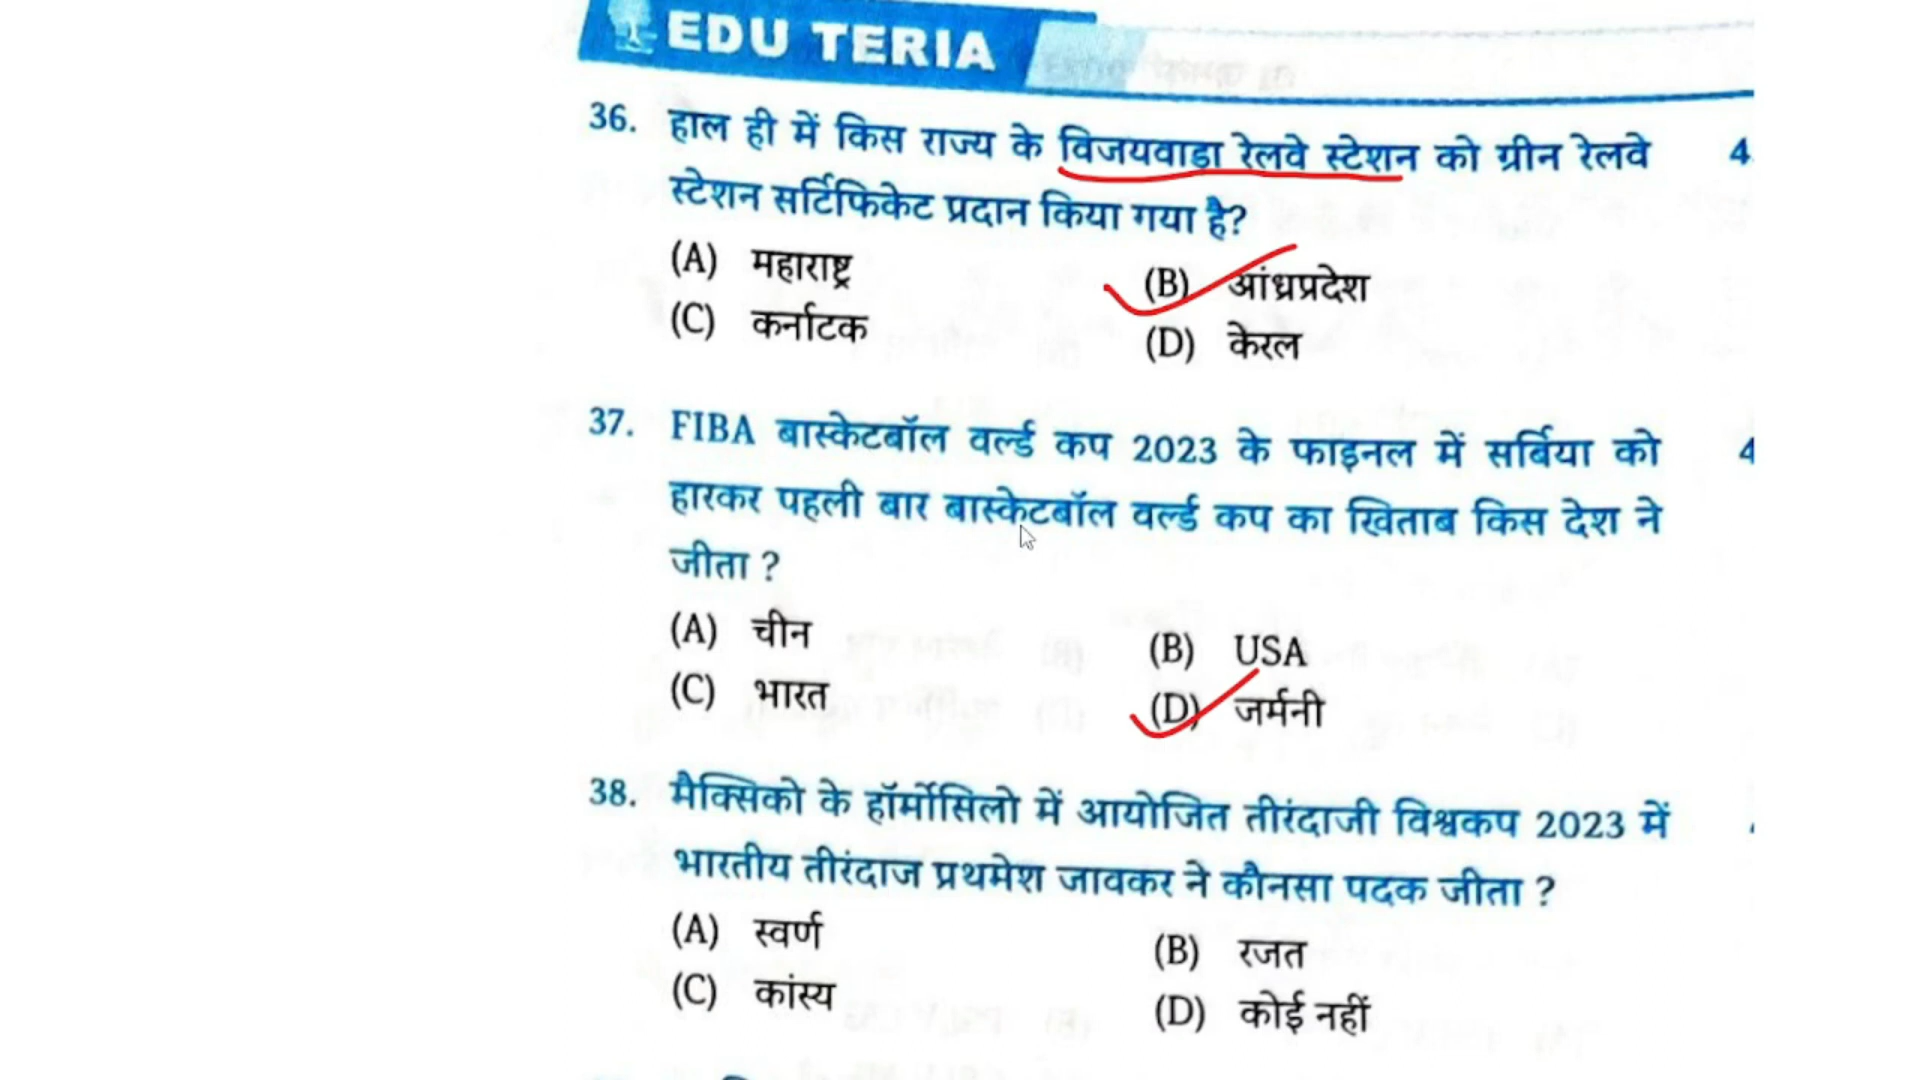 EDU TERIA
36. हाल ही में किस राज्य के विजयवाडा रेलवे स्टेशन को ग्रीन रेलवे 4
स्टेशन सर्टिफिकेट प्रदान किया गया है?
(A) महाराष्ट्र (B) आंध्रप्रदेश
(C) कर्नाटक (D) केरल
37. FIBA बास्केटबॉल वर्ल्ड कप 2023 के फाइनल में सर्बिया को 4
हारकर पहली बार बास्केटबॉल वर्ल्ड कप का खिताब किस देश ने
जीता ?
(A) चीन (B) USA
(C) भारत (D) जर्मनी
38. मैक्सिको के हॉर्मोसिलो में आयोजित तीरंदाजी विश्वकप 2023 में
भारतीय तीरंदाज प्रथमेश जावकर ने कौनसा पदक जीता ?
(A) स्वर्ण (B) रजत
(C) कांस्य (D) कोई नहीं